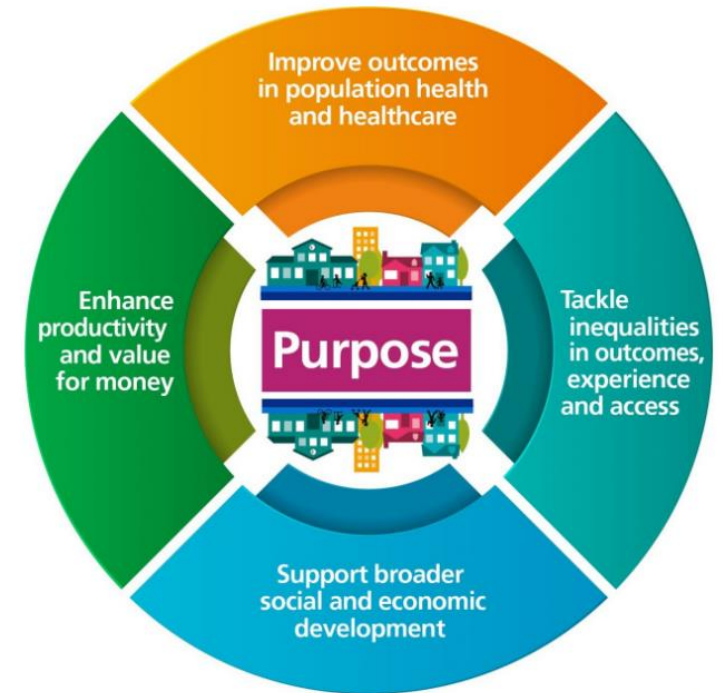 Improve outcomes
in population health
and healthcare
Enhance
productivity
and value
for money
Purpose
Tackle
inequalities
in outcomes,
experience
and access
Support broader
social and economic
development